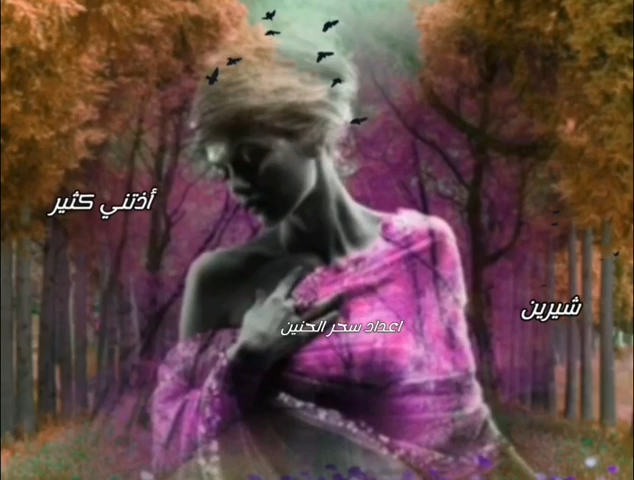 أذتني كثير
شيرين
اعداد سحر الحنين